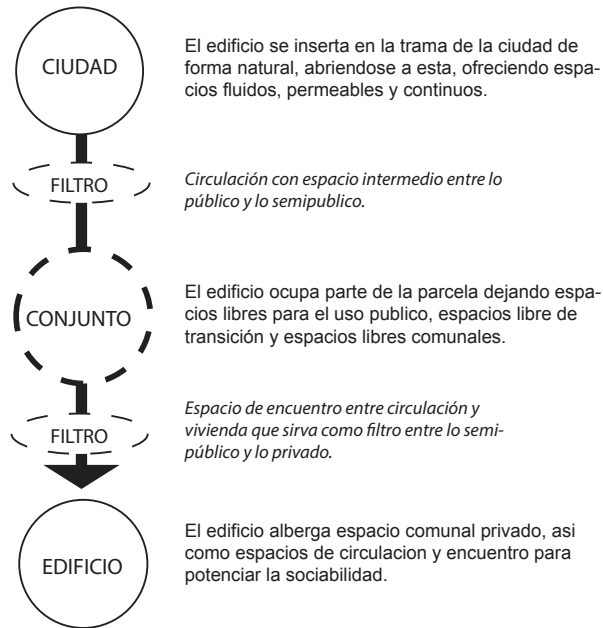 CIUDAD
El edificio se inserta en la trama de la ciudad de
forma natural, abriendose a esta, ofreciendo espa-
cios fluidos, permeables y continuos.
FILTRO
Circulación con espacio intermedio entre lo
público y lo semipublico.
CONJUNTO
El edificio ocupa parte de la parcela dejando espa-
cios libres para el uso publico, espacios libre de
transición y espacios libres comunales.
FILTRO
Espacio de encuentro entre circulación y
vivienda que sirva como filtro entre lo semi-
público y lo privado.
EDIFICIO
El edificio alberga espacio comunal privado, asi
como espacios de circulacion y encuentro para
potenciar la sociabilidad.